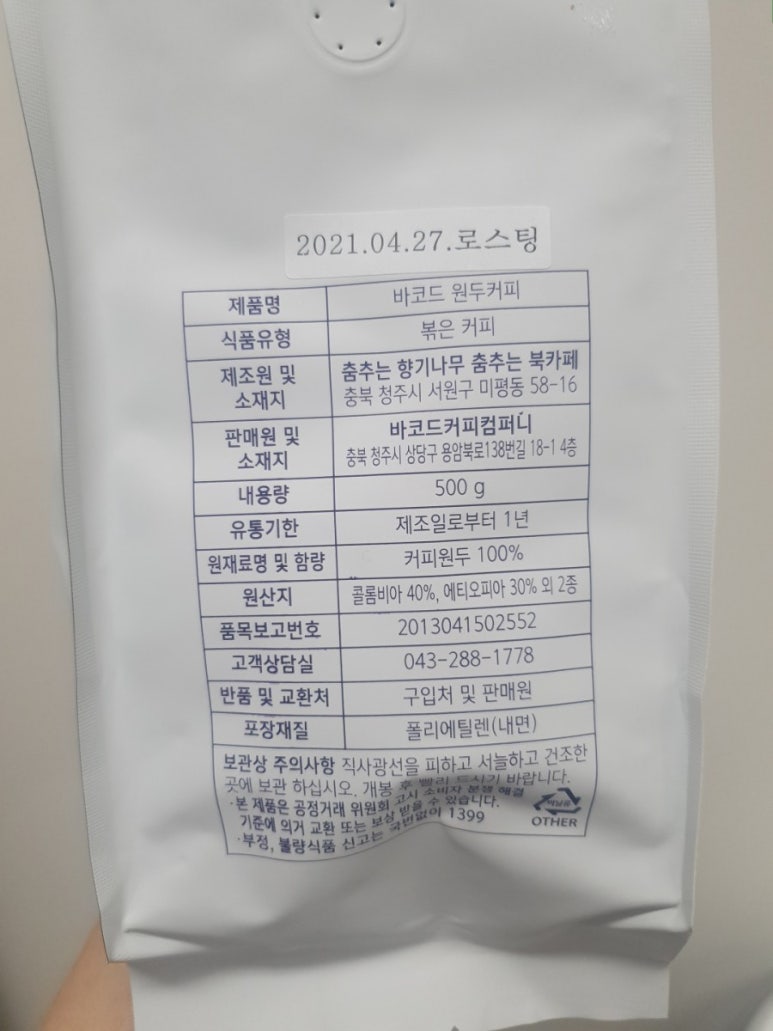 2021.04.27.로스팅
제품명 바코드 원두커피
식품유형 볶은 커피
제조원 및 소재지 춤추는 향기나무 춤추는 북카페
충북 청주시 서원구 미평동 58-16
판매원 및 소재지 바코드커피컴퍼니
충북 청주시 상당구 용암북로138번길 18-1 4층
내용량 500 g
유통기한 제조일로부터 1년
원재료명 및 함량 커피원두 100%
원산지 콜롬비아 40%, 에티오피아 30% 외 2종
품목보고번호 2013041502552
고객상담실 043-288-1778
반품 및 교환처 구입처 및 판매원
포장재질 폴리에틸렌(내면)
보관상 주의사항 직사광선을 피하고 서늘하고 건조한
곳에 보관 하십시오. 개봉 후 빨리 드시기 바랍니다.
·본 제품은 공정거래 위원회 고시 소비자 분쟁 해결
기준에 의거 교환 또는 보상 받을 수 있습니다.
·부정, 불량식품 신고는 국번없이 1399
비닐류
OTHER